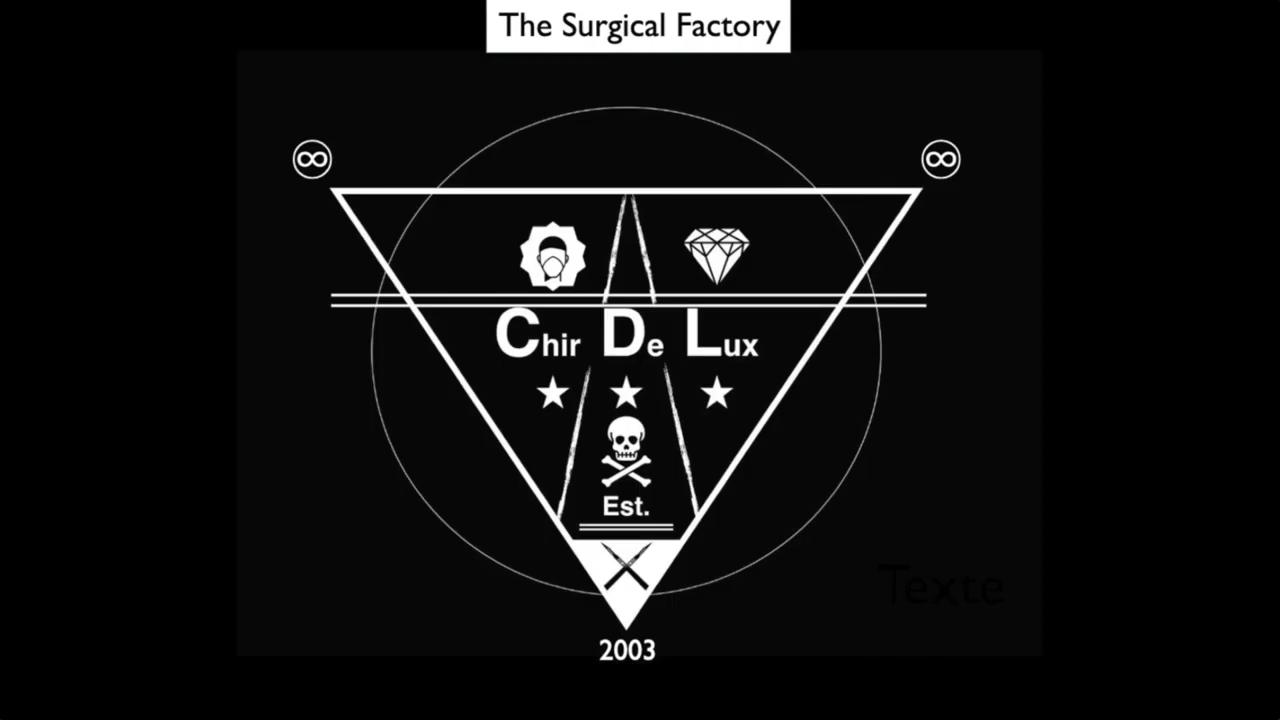 The Surgical Factory
Chir De Lux
Est.
Texte
2003